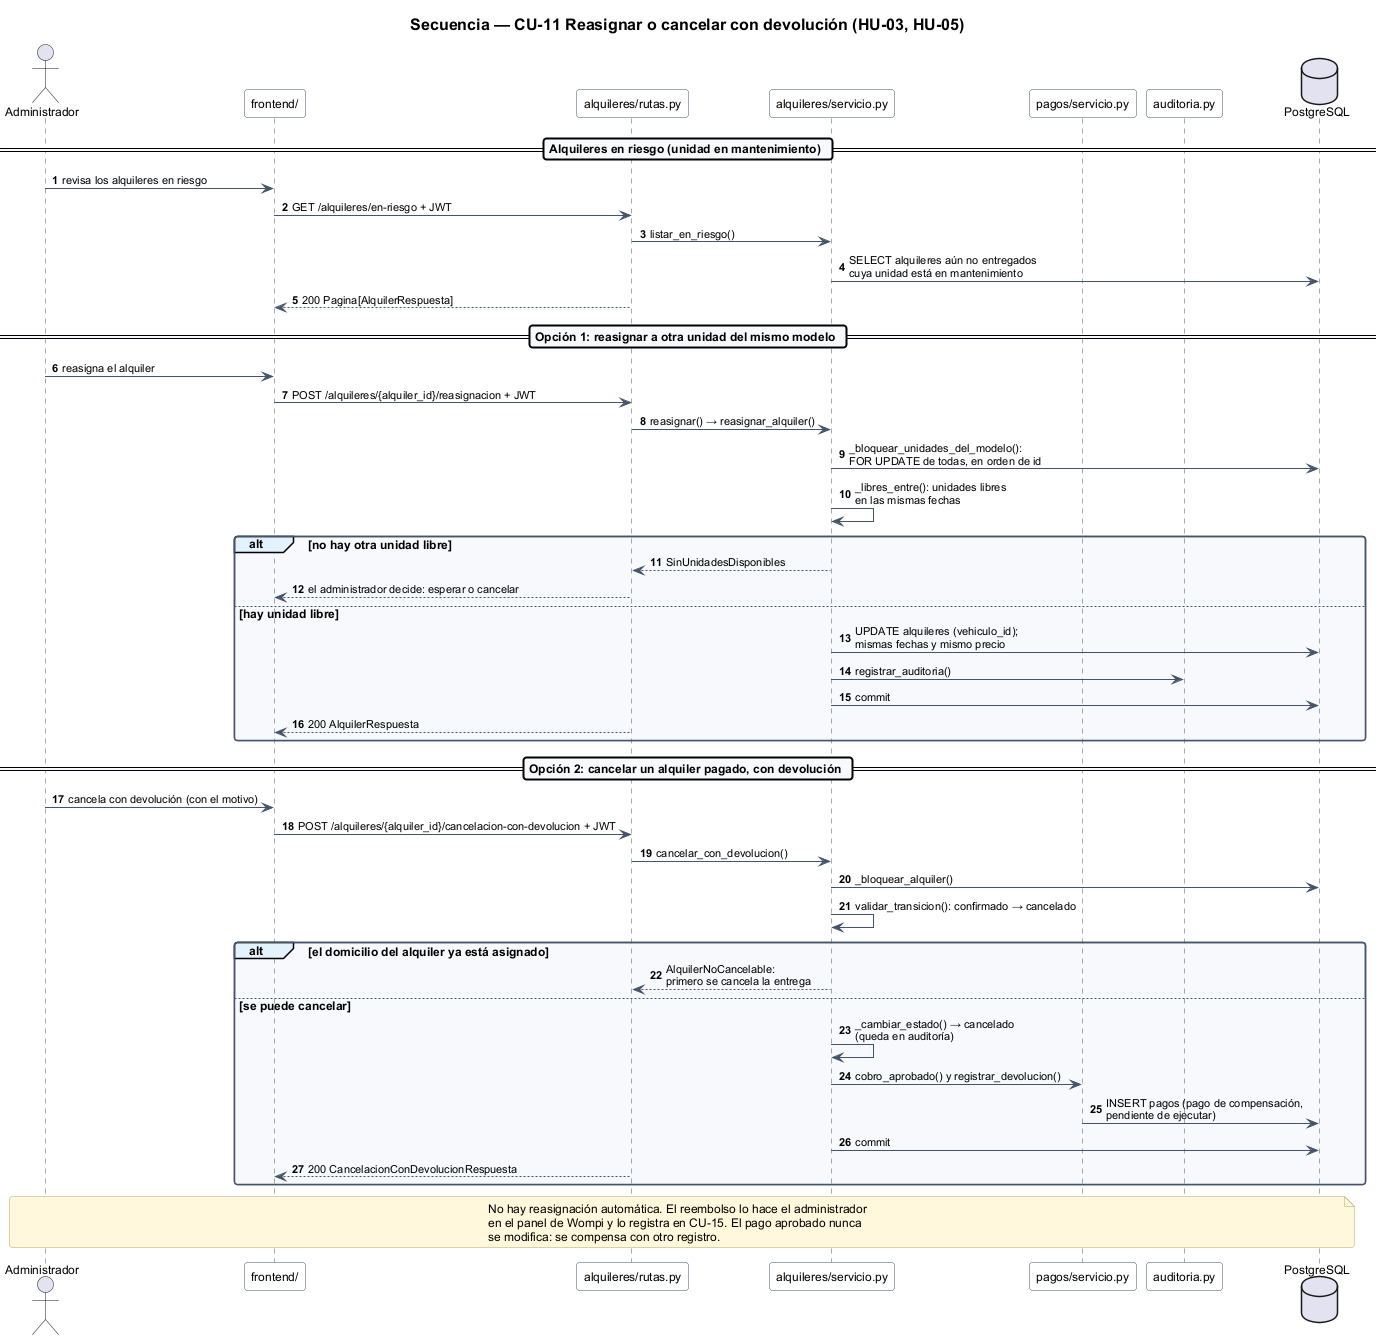 Secuencia — CU-11 Reasignar o cancelar con devolución (HU-03, HU-05)
Administrador
frontend/
alquileres/rutas.py
alquileres/servicio.py
pagos/servicio.py
auditoria.py
PostgreSQL
Alquileres en riesgo (unidad en mantenimiento)
1 revisa los alquileres en riesgo
2 GET /alquileres/en-riesgo + JWT
3 listar_en_riesgo()
4 SELECT alquileres aún no entregados
cuya unidad está en mantenimiento
5 200 Pagina[AlquilerRespuesta]
Opción 1: reasignar a otra unidad del mismo modelo
6 reasigna el alquiler
7 POST /alquileres/{alquiler_id}/reasignacion + JWT
8 reasignar() → reasignar_alquiler()
9 _bloquear_unidades_del_modelo():
FOR UPDATE de todas, en orden de id
10 _libres_entre(): unidades libres
en las mismas fechas
alt [no hay otra unidad libre]
11 SinUnidadesDisponibles
12 el administrador decide: esperar o cancelar
[hay unidad libre]
13 UPDATE alquileres (vehiculo_id);
mismas fechas y mismo precio
14 registrar_auditoria()
15 commit
16 200 AlquilerRespuesta
Opción 2: cancelar un alquiler pagado, con devolución
17 cancela con devolución (con el motivo)
18 POST /alquileres/{alquiler_id}/cancelacion-con-devolucion + JWT
19 cancelar_con_devolucion()
20 _bloquear_alquiler()
21 validar_transicion(): confirmado → cancelado
alt [el domicilio del alquiler ya está asignado]
22 AlquilerNoCancelable:
primero se cancela la entrega
[se puede cancelar]
23 _cambiar_estado() → cancelado
(queda en auditoría)
24 cobro_aprobado() y registrar_devolucion()
25 INSERT pagos (pago de compensación,
pendiente de ejecutar)
26 commit
27 200 CancelacionConDevolucionRespuesta
No hay reasignación automática. El reembolso lo hace el administrador
en el panel de Wompi y lo registra en CU-15. El pago aprobado nunca
se modifica: se compensa con otro registro.
Administrador
frontend/
alquileres/rutas.py
alquileres/servicio.py
pagos/servicio.py
auditoria.py
PostgreSQL